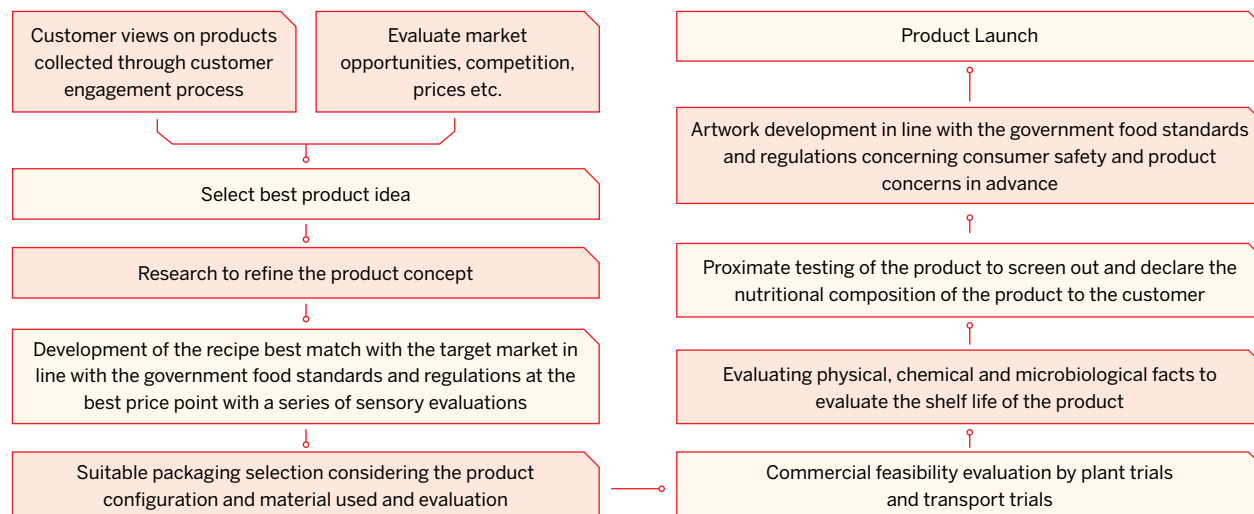 Customer views on products
collected through customer
engagement process
Evaluate market
opportunities, competition,
prices etc.
Select best product idea
Research to refine the product concept
Development of the recipe best match with the target market in
line with the government food standards and regulations at the
best price point with a series of sensory evaluations
Suitable packaging selection considering the product
configuration and material used and evaluation
Commercial feasibility evaluation by plant trials
and transport trials
Evaluating physical, chemical and microbiological facts to
evaluate the shelf life of the product
Proximate testing of the product to screen out and declare the
nutritional composition of the product to the customer
Artwork development in line with the government food standards
and regulations concerning consumer safety and product
concerns in advance
Product Launch